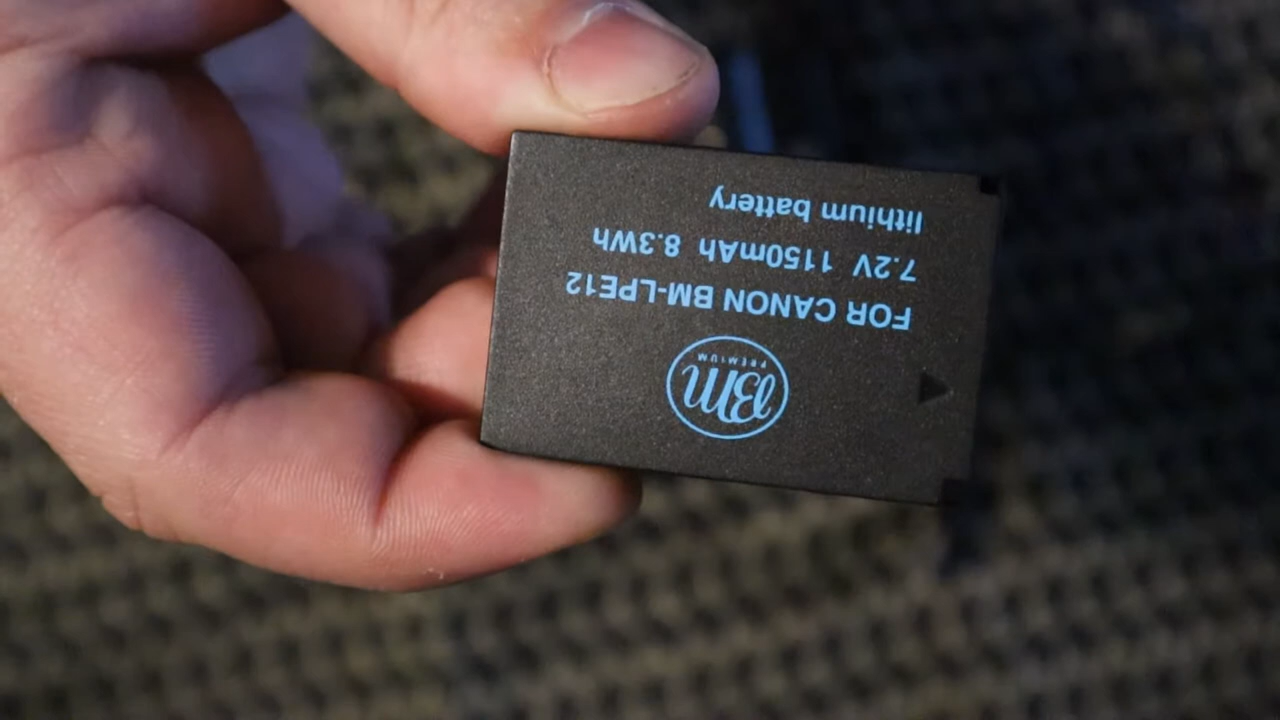 BM
PREMIUM
FOR CANON BM-LPE12
7.2V 1150mAh 8.3Wh
lithium battery